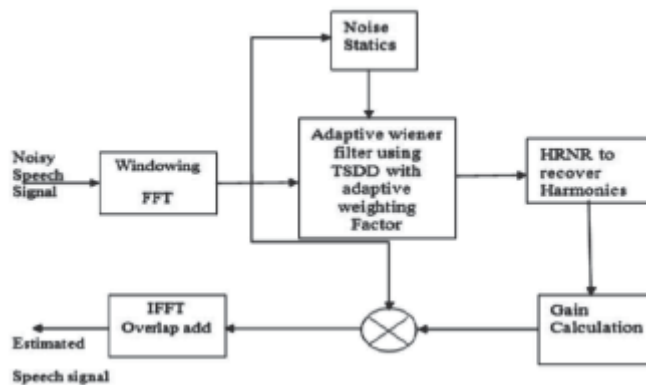 Noise
Statics
Noisy
Speech
Signal
Windowing
FFT
Adaptive wiener
filter using
TSDD with
adaptive
weighting
Factor
HRNR to
recover
Harmonics
Gain
Calculation
IFFT
Overlap add
Estimated
Speech signal